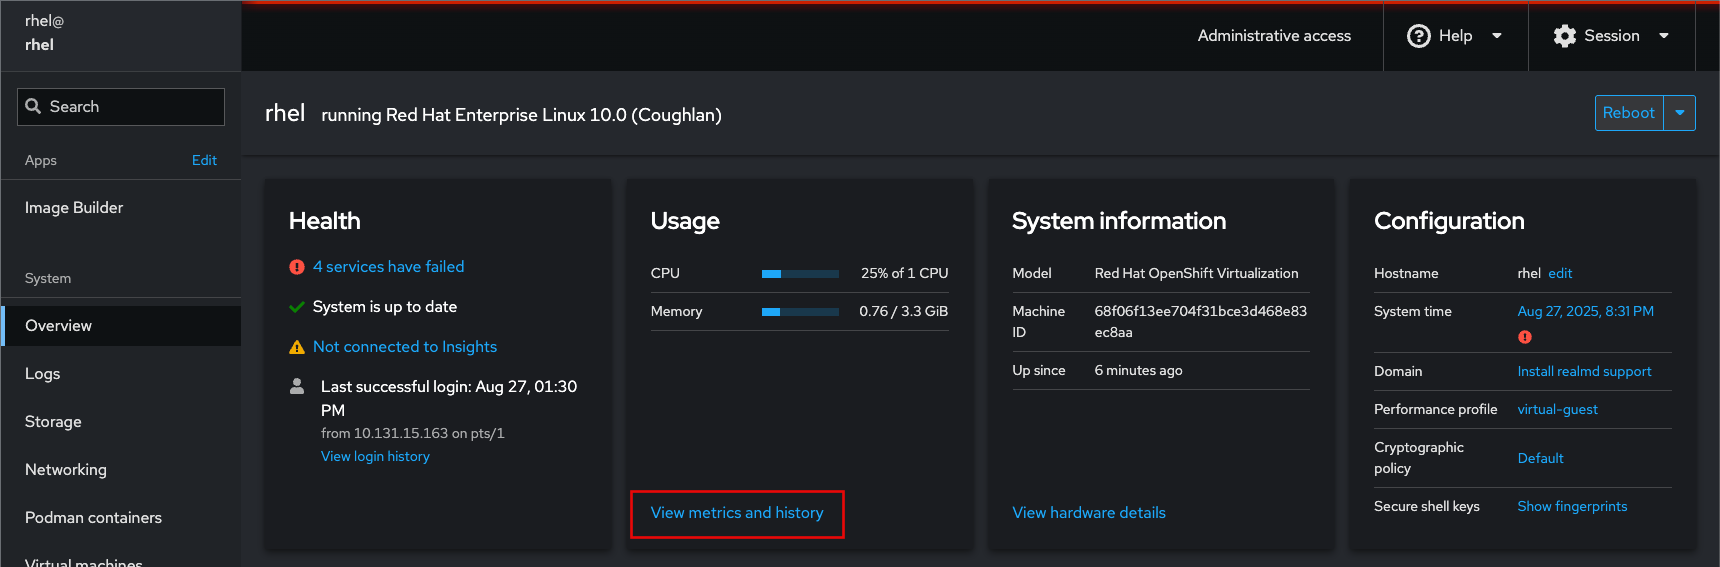 rhel@
rhel
Administrative access
Help
Session
Search
rhel running Red Hat Enterprise Linux 10.0 (Coughlan)
Reboot
Apps
Edit
Image Builder
System
Overview
Logs
Storage
Networking
Podman containers
Virtual machines
Health
4 services have failed
System is up to date
Not connected to Insights
Last successful login: Aug 27, 01:30
PM
from 10.131.15.163 on pts/1
View login history
Usage
CPU 25% of 1 CPU
Memory 0.76 / 3.3 GiB
View metrics and history
System information
Model Red Hat OpenShift Virtualization
Machine ID 68f06f13ee704f31bce3d468e83
ec8aa
Up since 6 minutes ago
View hardware details
Configuration
Hostname rhel edit
System time Aug 27, 2025, 8:31 PM
Domain Install realmd support
Performance profile virtual-guest
Cryptographic
policy Default
Secure shell keys Show fingerprints